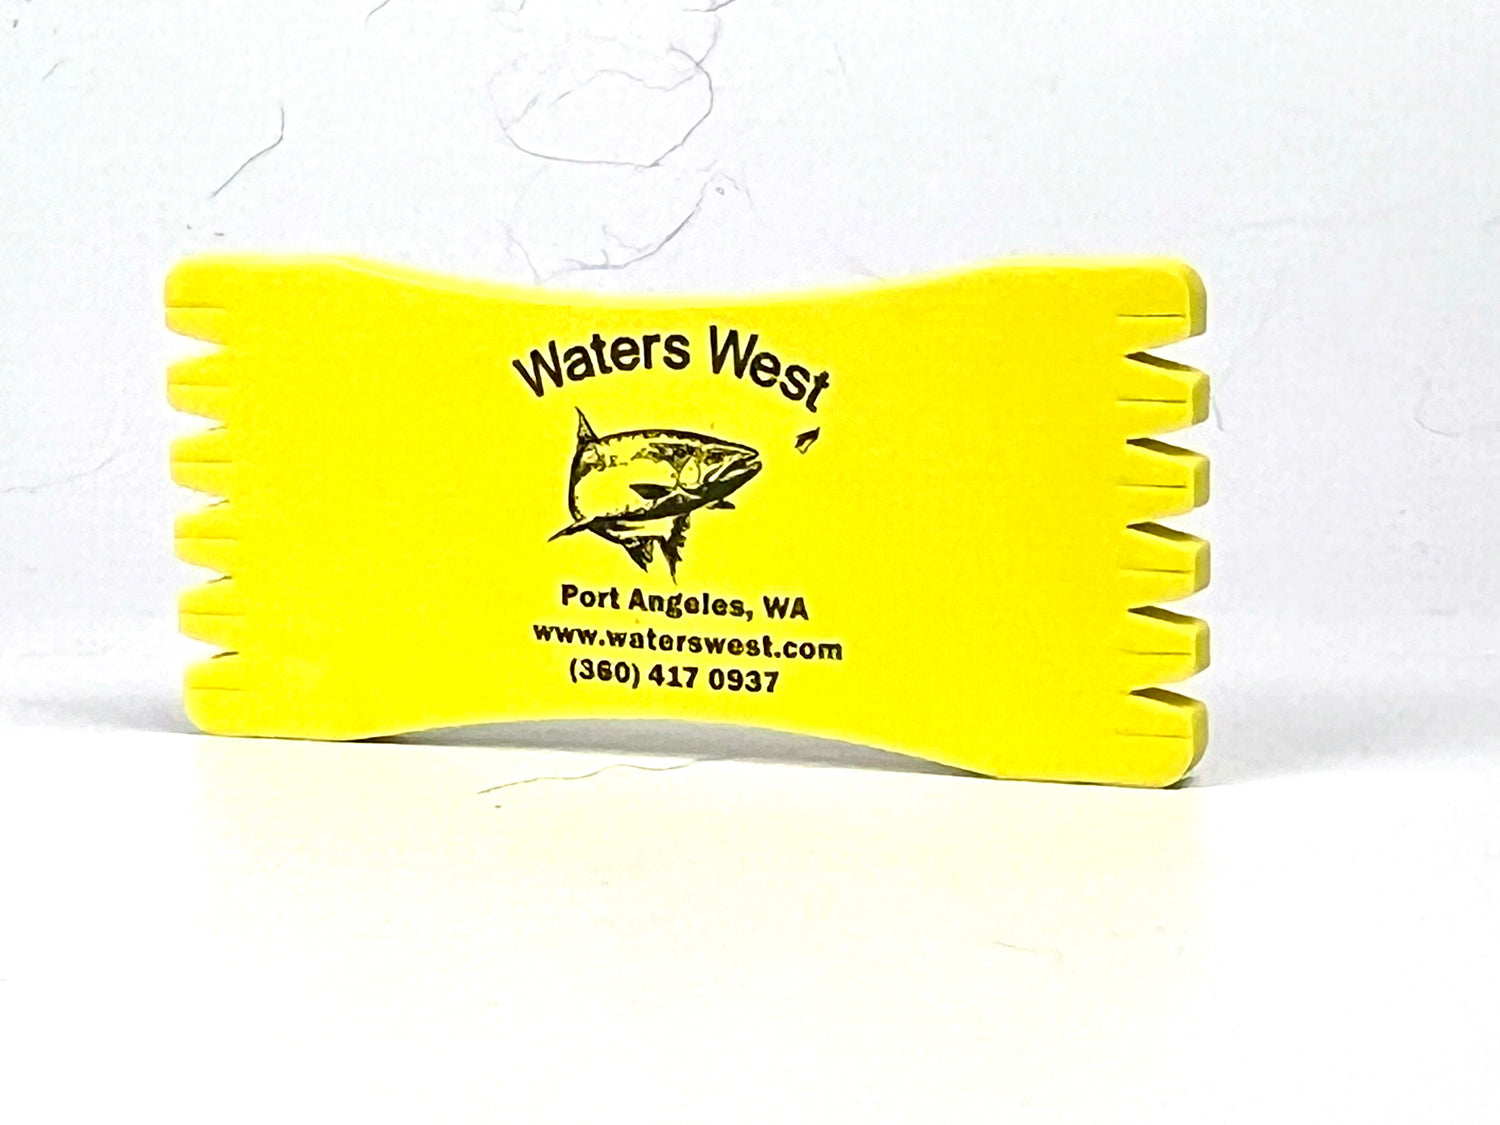 Waters West
Port Angeles, WA
www.waterswest.com
(360) 417 0937